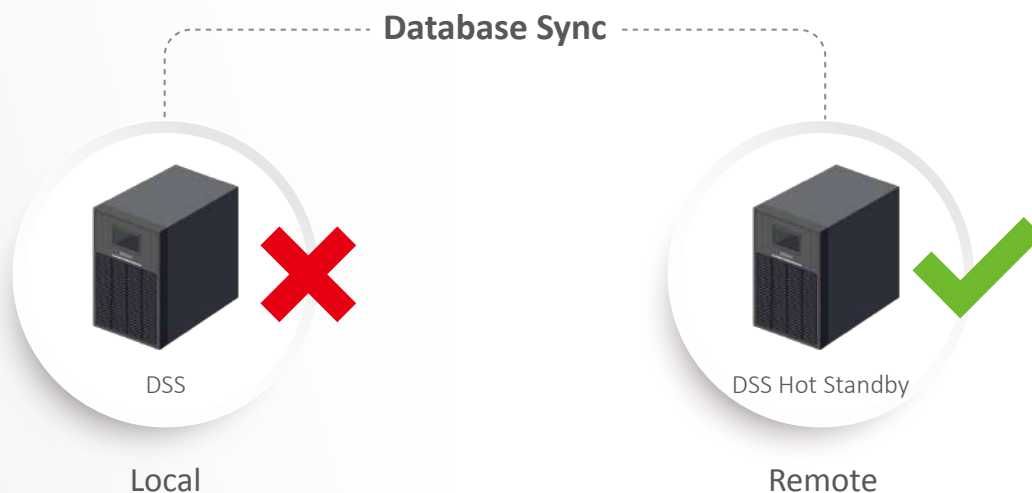 Database Sync
DSS
DSS Hot Standby
Local
Remote